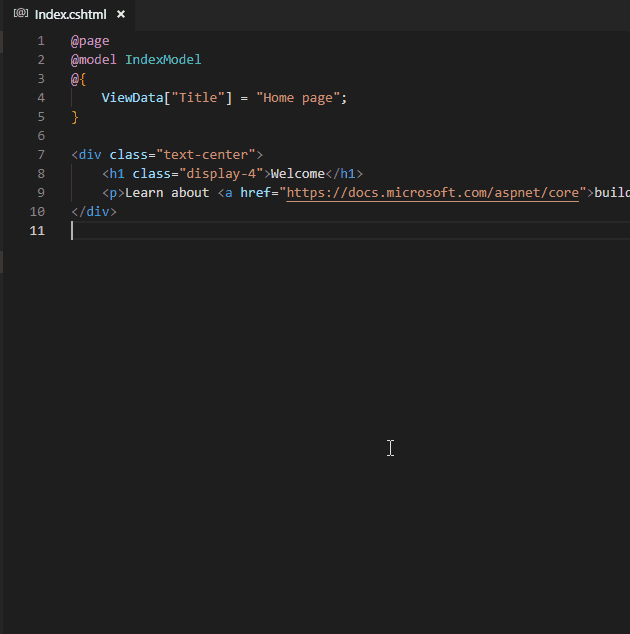 [@] Index.cshtml ×
1 @page
2 @model IndexModel
3 @{
4     ViewData["Title"] = "Home page";
5 }
6
7 <div class="text-center">
8     <h1 class="display-4">Welcome</h1>
9     <p>Learn about <a href="https://docs.microsoft.com/aspnet/core">build
10 </div>
11